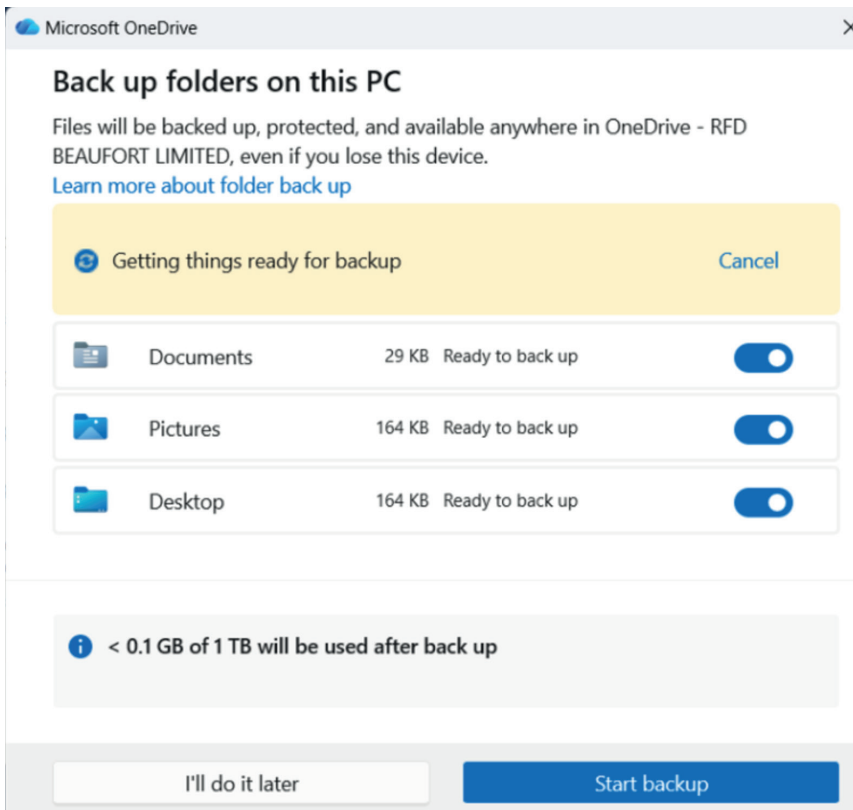 Microsoft OneDrive
Back up folders on this PC
Files will be backed up, protected, and available anywhere in OneDrive - RFD
BEAUFORT LIMITED, even if you lose this device.
Learn more about folder back up
Getting things ready for backup Cancel
Documents 29 KB Ready to back up
Pictures 164 KB Ready to back up
Desktop 164 KB Ready to back up
< 0.1 GB of 1 TB will be used after back up
I'll do it later Start backup